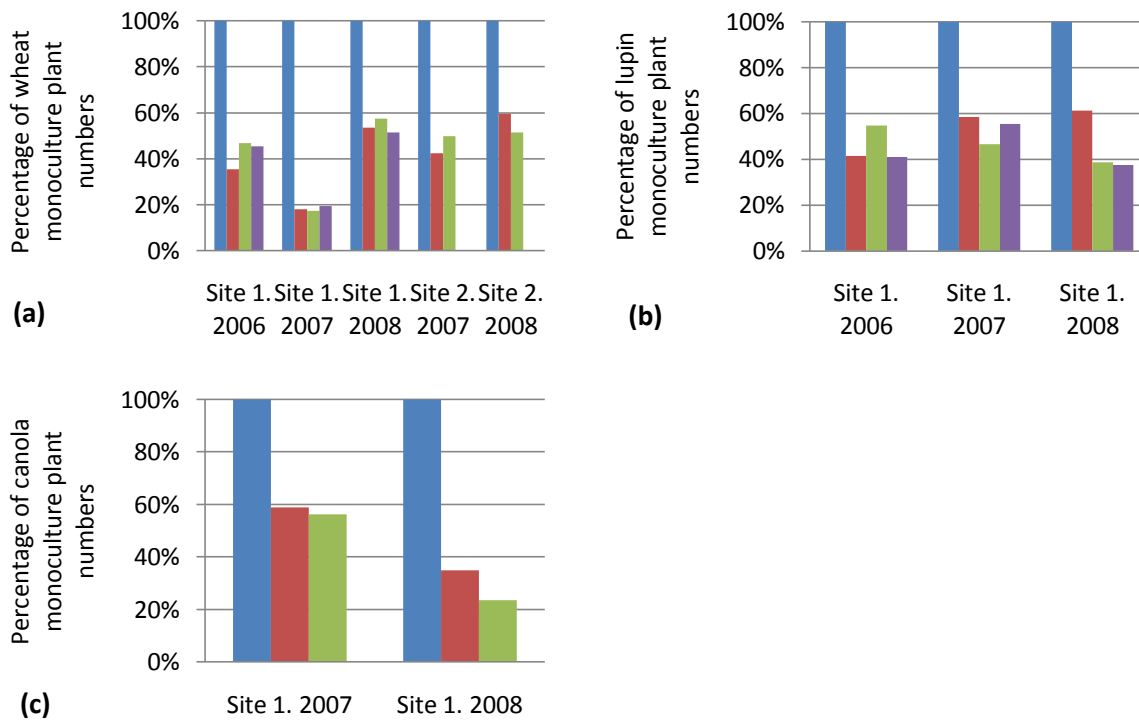 Percentage of wheat
monoculture plant
numbers
100%
80%
60%
40%
20%
0%
Site 1. Site 1. Site 1. Site 2. Site 2.
2006 2007 2008 2007 2008
(a)
Percentage of lupin
monoculture plant
numbers
100%
80%
60%
40%
20%
0%
Site 1. Site 1. Site 1.
2006 2007 2008
(b)
Percentage of canola
monoculture plant
numbers
100%
80%
60%
40%
20%
0%
Site 1. 2007 Site 1. 2008
(c)